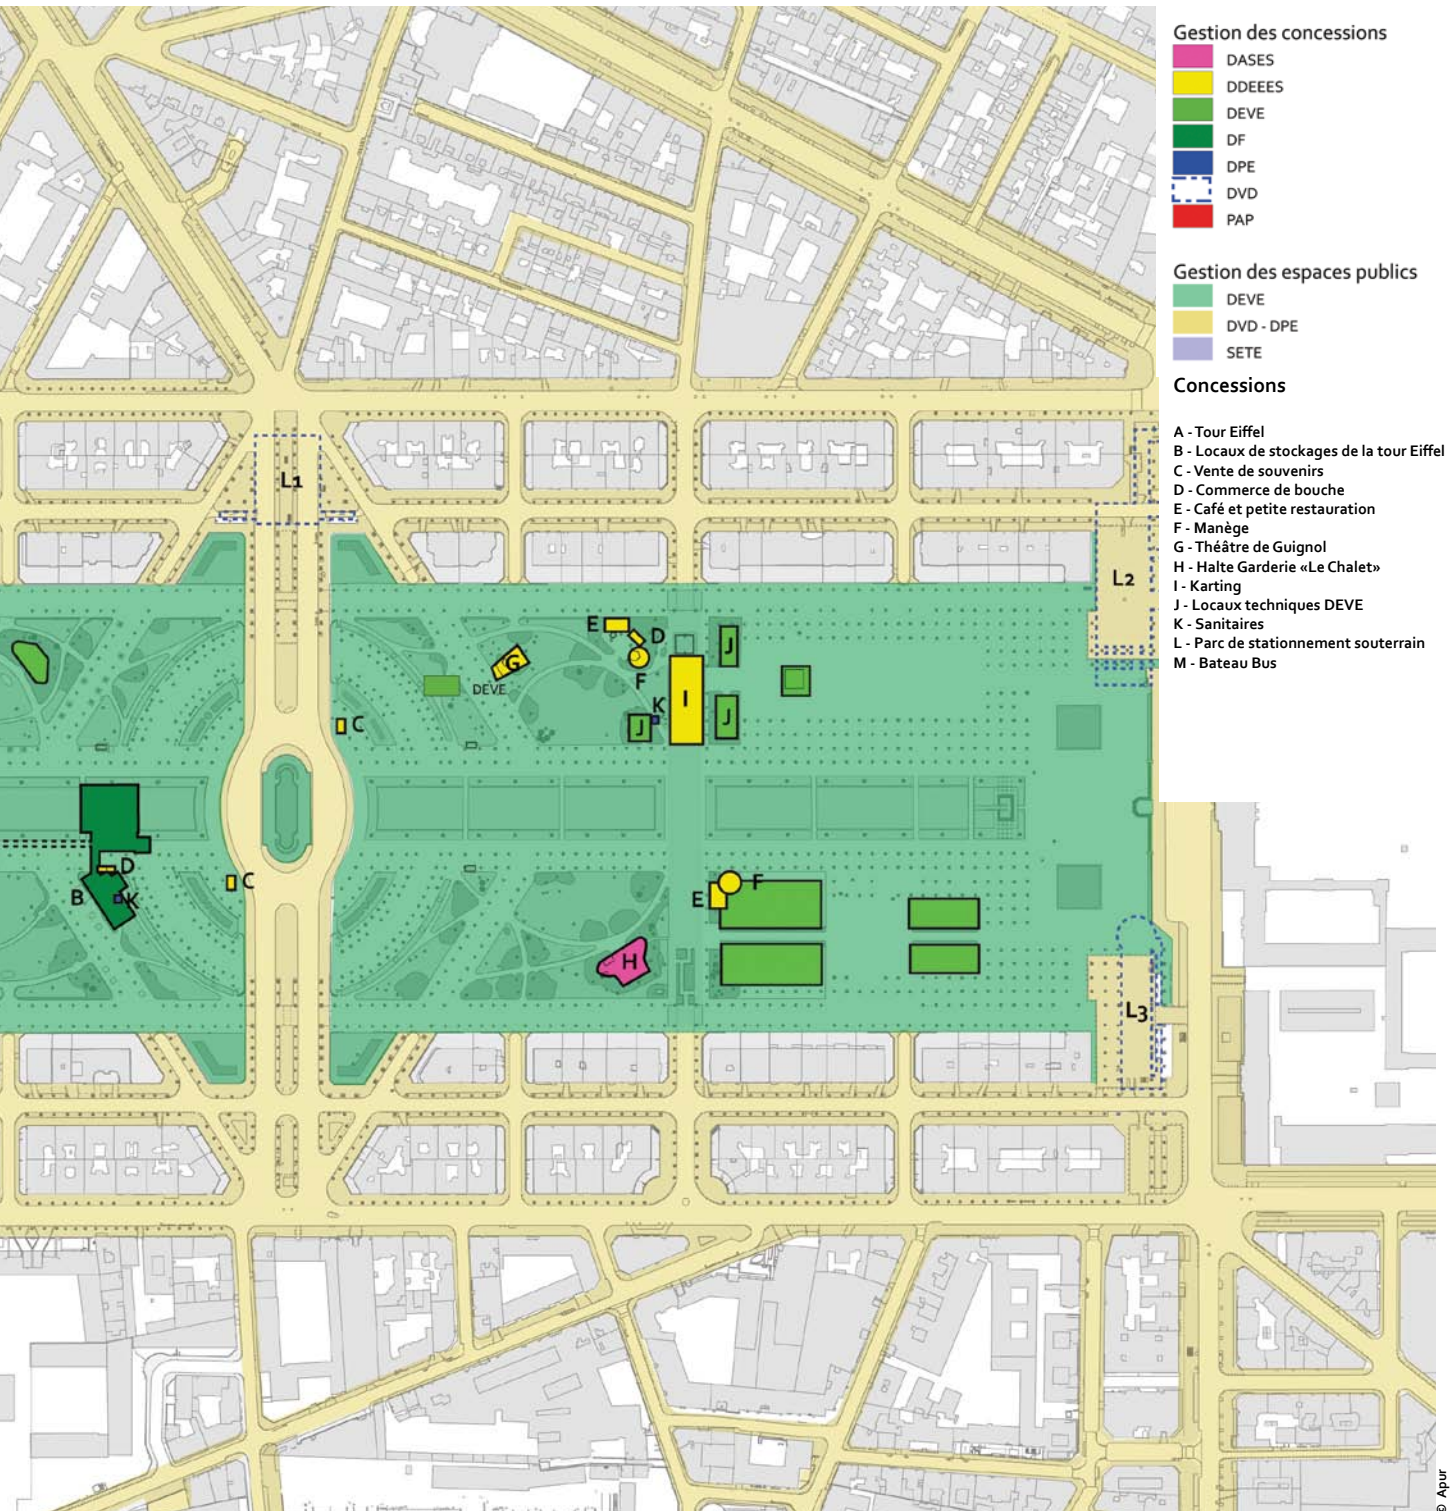 Gestion des concessions
DASES
DDEEES
DEVE
DF
DPE
DVD
PAP
Gestion des espaces publics
DEVE
DVD - DPE
SETE
Concessions
A - Tour Eiffel
B - Locaux de stockages de la tour Eiffel
C - Vente de souvenirs
D - Commerce de bouche
E - Café et petite restauration
F - Manège
G - Théâtre de Guignol
H - Halte Garderie «Le Chalet»
I - Karting
J - Locaux techniques DEVE
K - Sanitaires
L - Parc de stationnement souterrain
M - Bateau Bus
L1
L2
E
D
J
G
F
DEVE
I
K
J
J
C
D
C
F
B
K
E
H
L3
© Apur